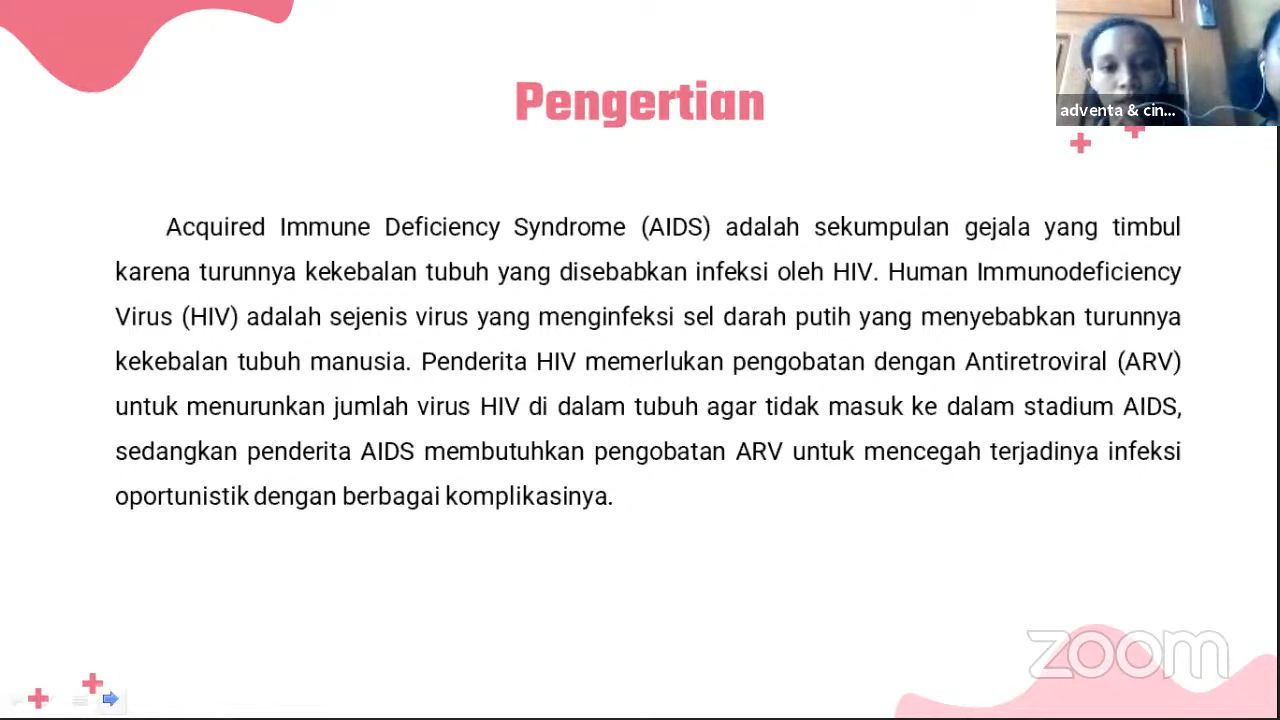 Pengertian
adventa & cin...
Acquired Immune Deficiency Syndrome (AIDS) adalah sekumpulan gejala yang timbul
karena turunnya kekebalan tubuh yang disebabkan infeksi oleh HIV. Human Immunodeficiency
Virus (HIV) adalah sejenis virus yang menginfeksi sel darah putih yang menyebabkan turunnya
kekebalan tubuh manusia. Penderita HIV memerlukan pengobatan dengan Antiretroviral (ARV)
untuk menurunkan jumlah virus HIV di dalam tubuh agar tidak masuk ke dalam stadium AIDS,
sedangkan penderita AIDS membutuhkan pengobatan ARV untuk mencegah terjadinya infeksi
oportunistik dengan berbagai komplikasinya.
zoom